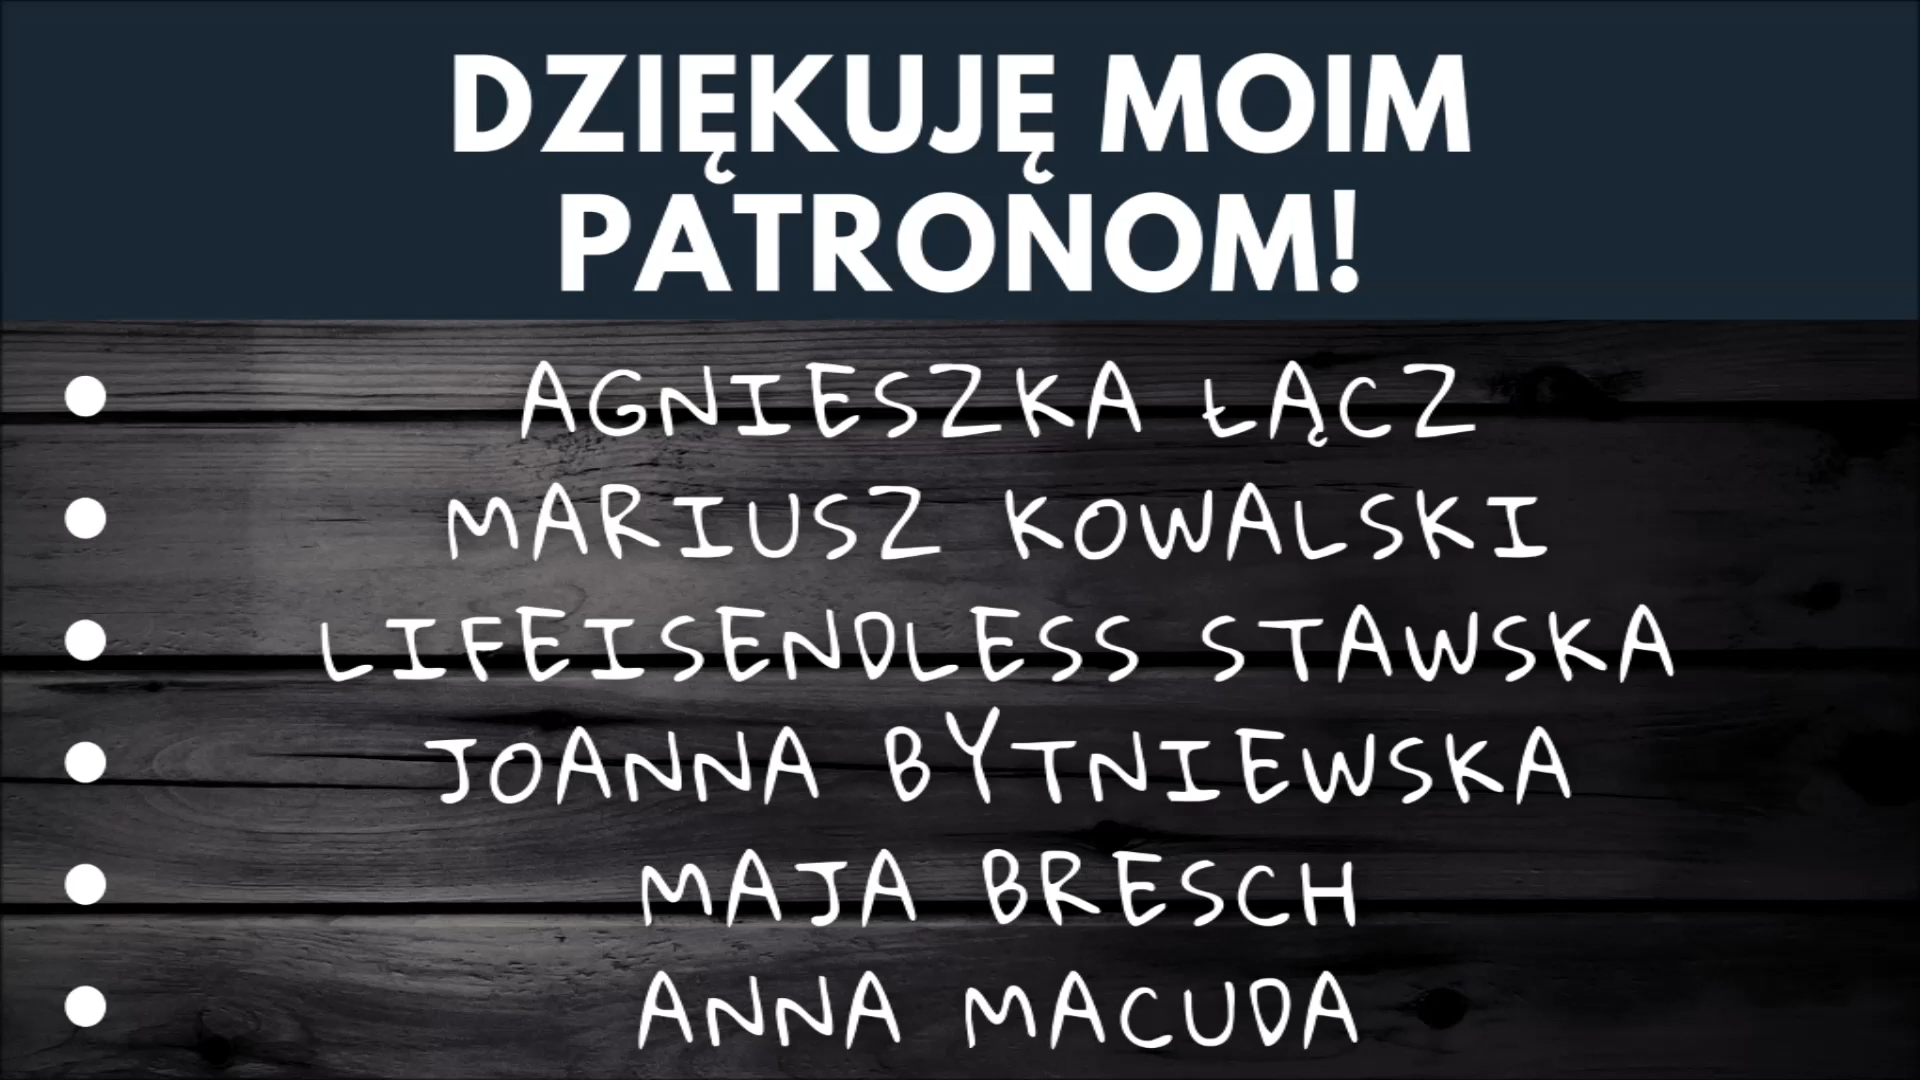 DZIĘKUJĘ MOIM
PATRONOM!
• AGNIESZKA ŁĄCZ
• MARIUSZ KOWALSKI
• LIFEISENDLESS STAWSKA
• JOANNA BYTNIEWSKA
• MAJA BRESCH
• ANNA MACUDA